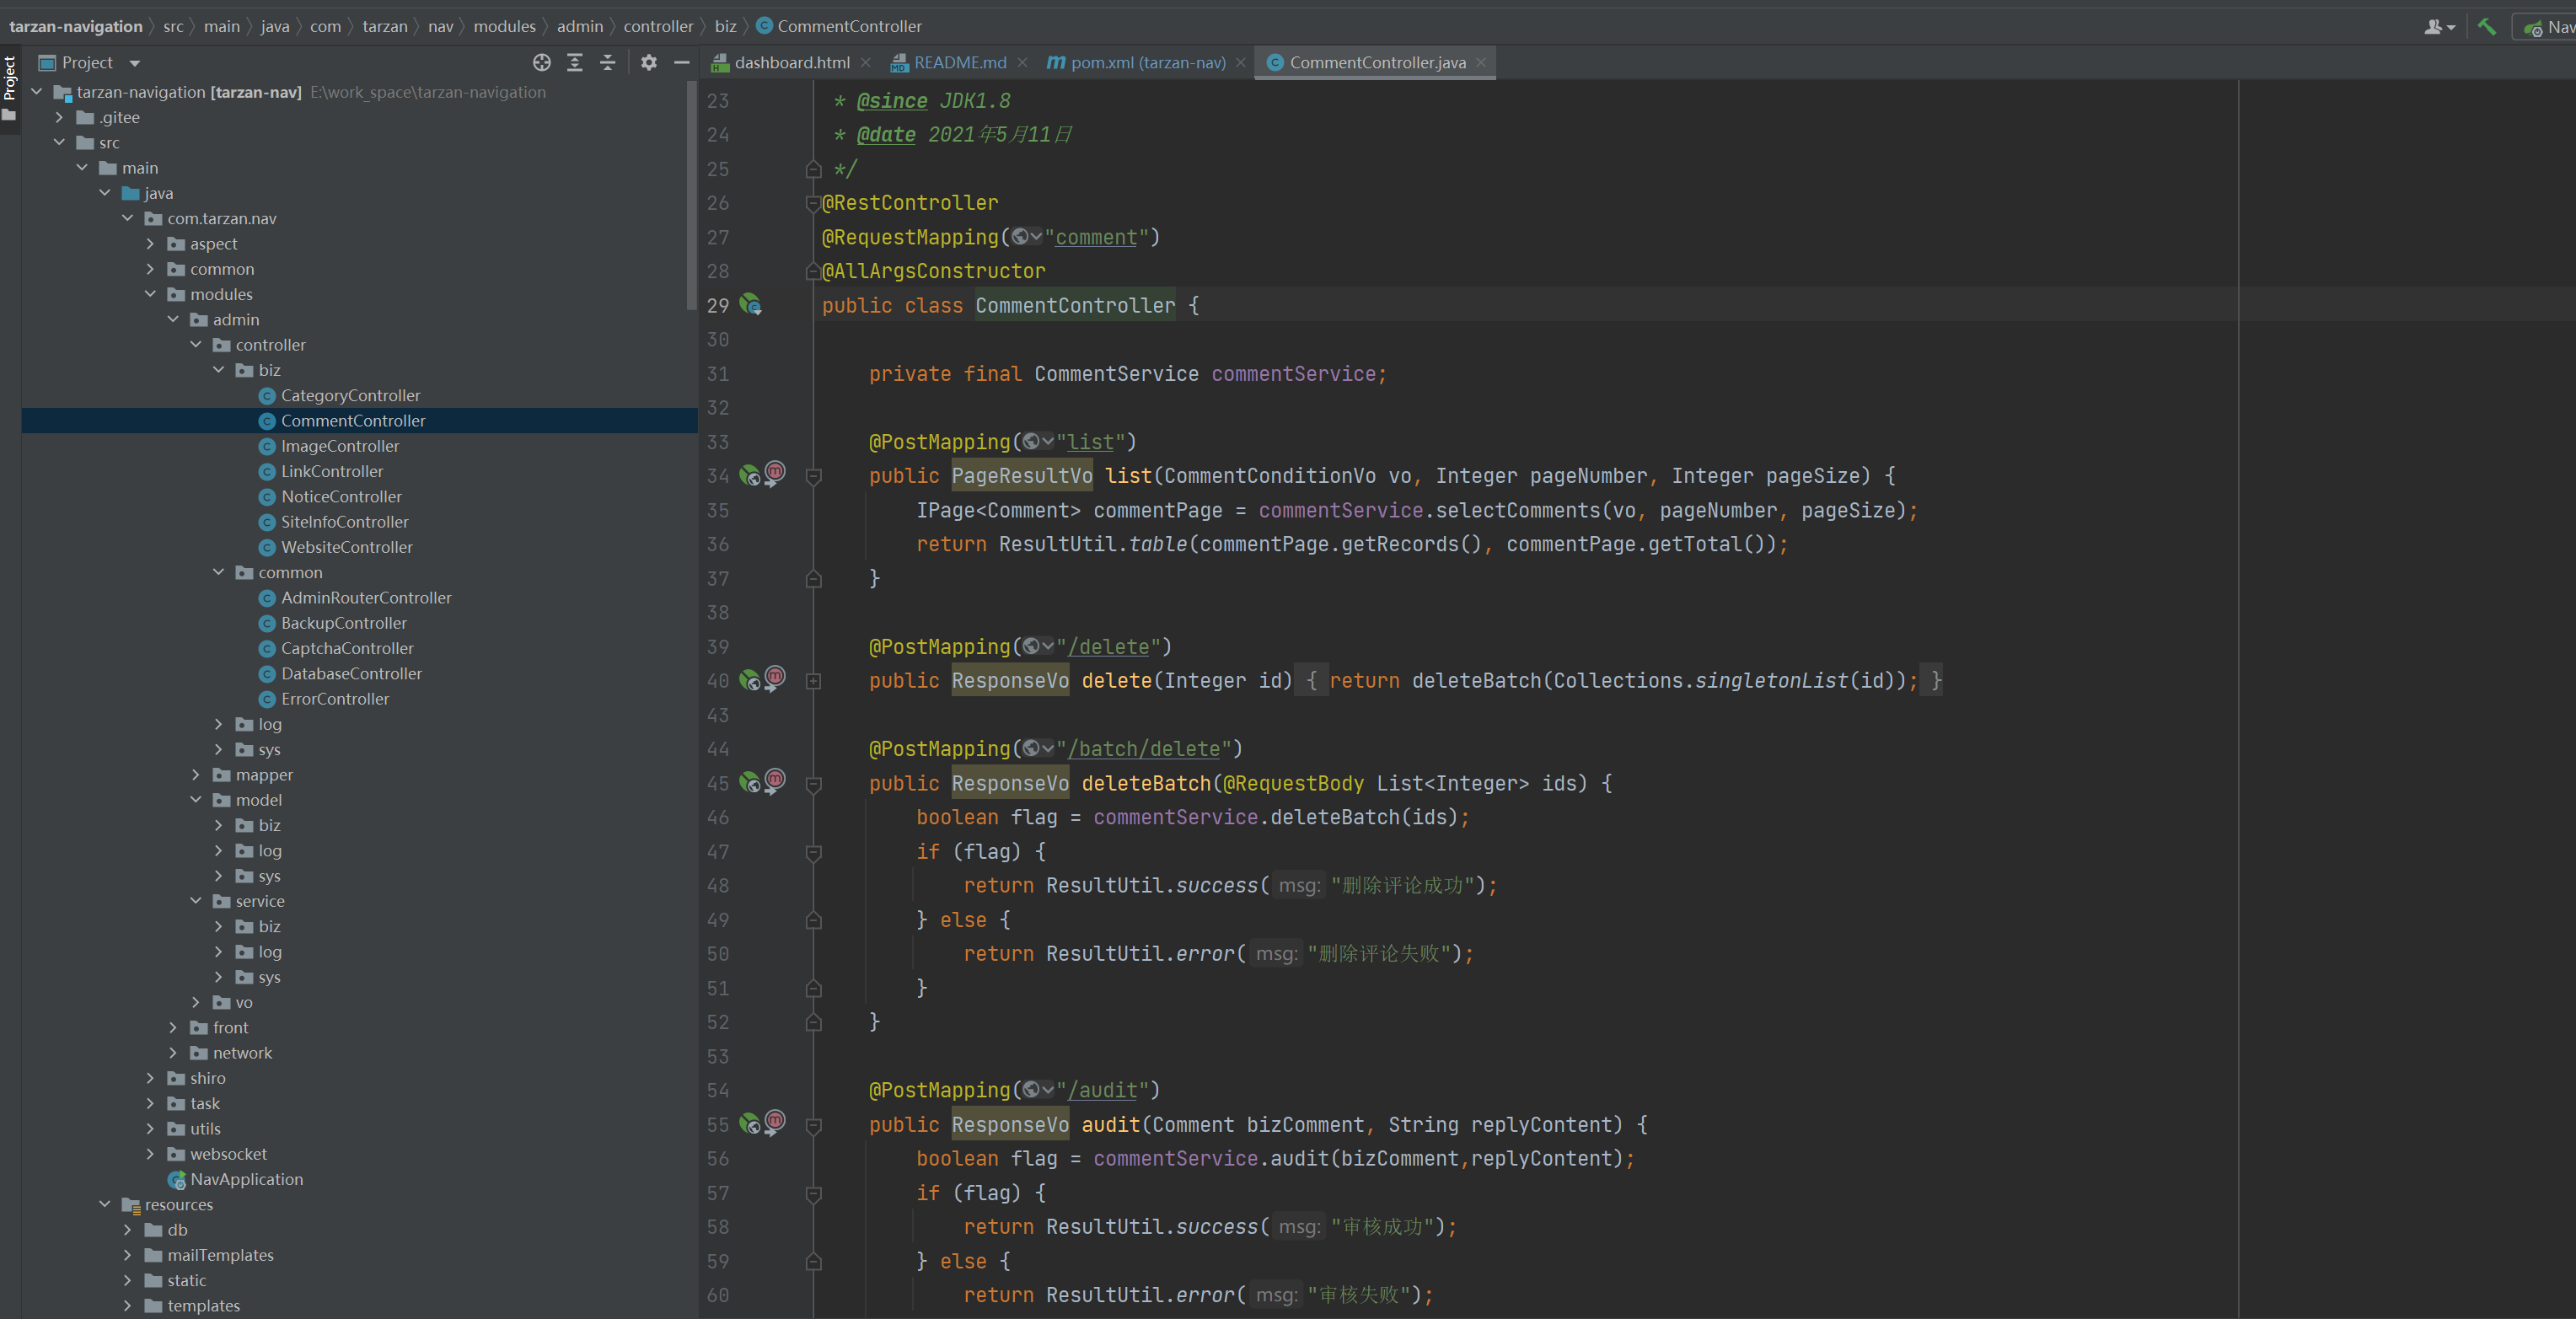 tarzan-navigation src main java com tarzan nav modules admin controller biz CommentController
Nav
Project
Project
tarzan-navigation [tarzan-nav] E:\work_space\tarzan-navigation
.gitee
src
main
java
com.tarzan.nav
aspect
common
modules
admin
controller
biz
CategoryController
CommentController
ImageController
LinkController
NoticeController
SiteInfoController
WebsiteController
common
AdminRouterController
BackupController
CaptchaController
DatabaseController
ErrorController
log
sys
mapper
model
biz
log
sys
service
biz
log
sys
vo
front
network
shiro
task
utils
websocket
NavApplication
resources
db
mailTemplates
static
templates
dashboard.html README.md pom.xml (tarzan-nav) CommentController.java
23 * @since JDK1.8
24 * @date 2021年5月11日
25 */
26 @RestController
27 @RequestMapping("comment")
28 @AllArgsConstructor
29 public class CommentController {
30
31 private final CommentService commentService;
32
33 @PostMapping("list")
34 public PageResultVo list(CommentConditionVo vo, Integer pageNumber, Integer pageSize) {
35 IPage<Comment> commentPage = commentService.selectComments(vo, pageNumber, pageSize);
36 return ResultUtil.table(commentPage.getRecords(), commentPage.getTotal());
37 }
38
39 @PostMapping("/delete")
40 public ResponseVo delete(Integer id) { return deleteBatch(Collections.singletonList(id)); }
43
44 @PostMapping("/batch/delete")
45 public ResponseVo deleteBatch(@RequestBody List<Integer> ids) {
46 boolean flag = commentService.deleteBatch(ids);
47 if (flag) {
48 return ResultUtil.success( msg: "删除评论成功");
49 } else {
50 return ResultUtil.error( msg: "删除评论失败");
51 }
52 }
53
54 @PostMapping("/audit")
55 public ResponseVo audit(Comment bizComment, String replyContent) {
56 boolean flag = commentService.audit(bizComment,replyContent);
57 if (flag) {
58 return ResultUtil.success( msg: "审核成功");
59 } else {
60 return ResultUtil.error( msg: "审核失败");